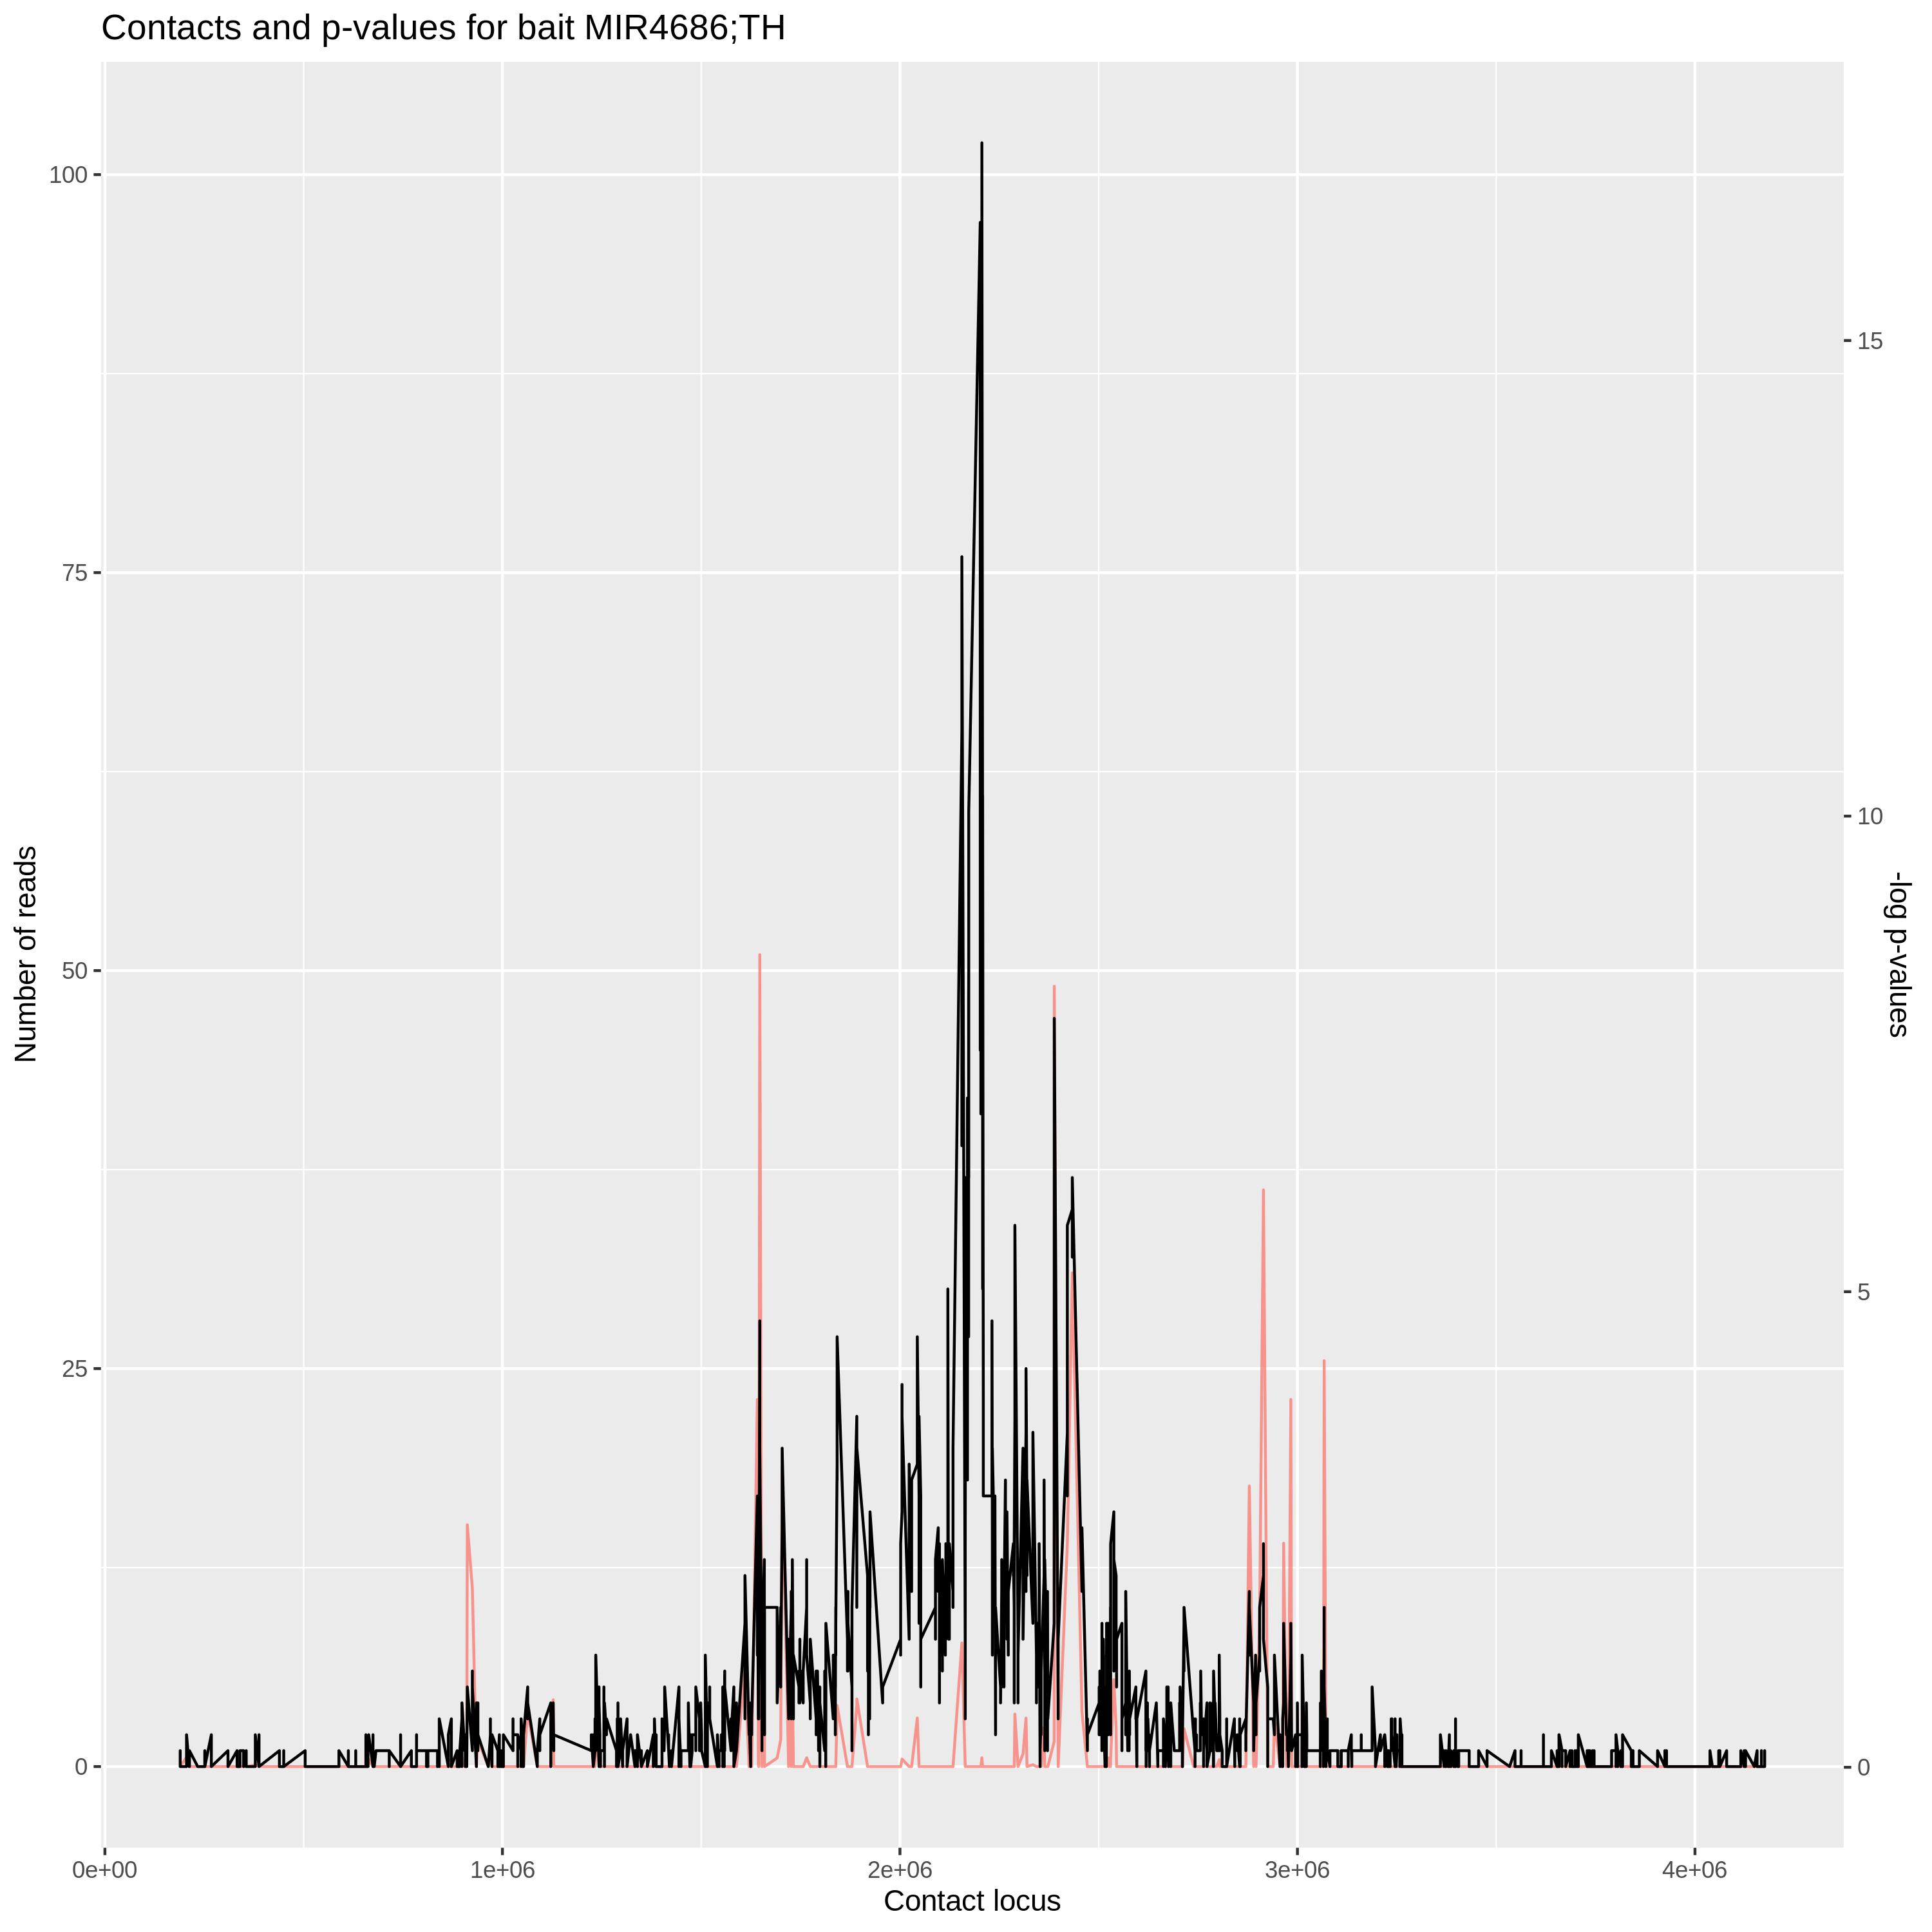 Contacts and p-values for bait MIR4686;TH
100
75
50
25
0
Number of reads
15
10
5
0
-log p-values
0e+00
1e+06
2e+06
3e+06
4e+06
Contact locus